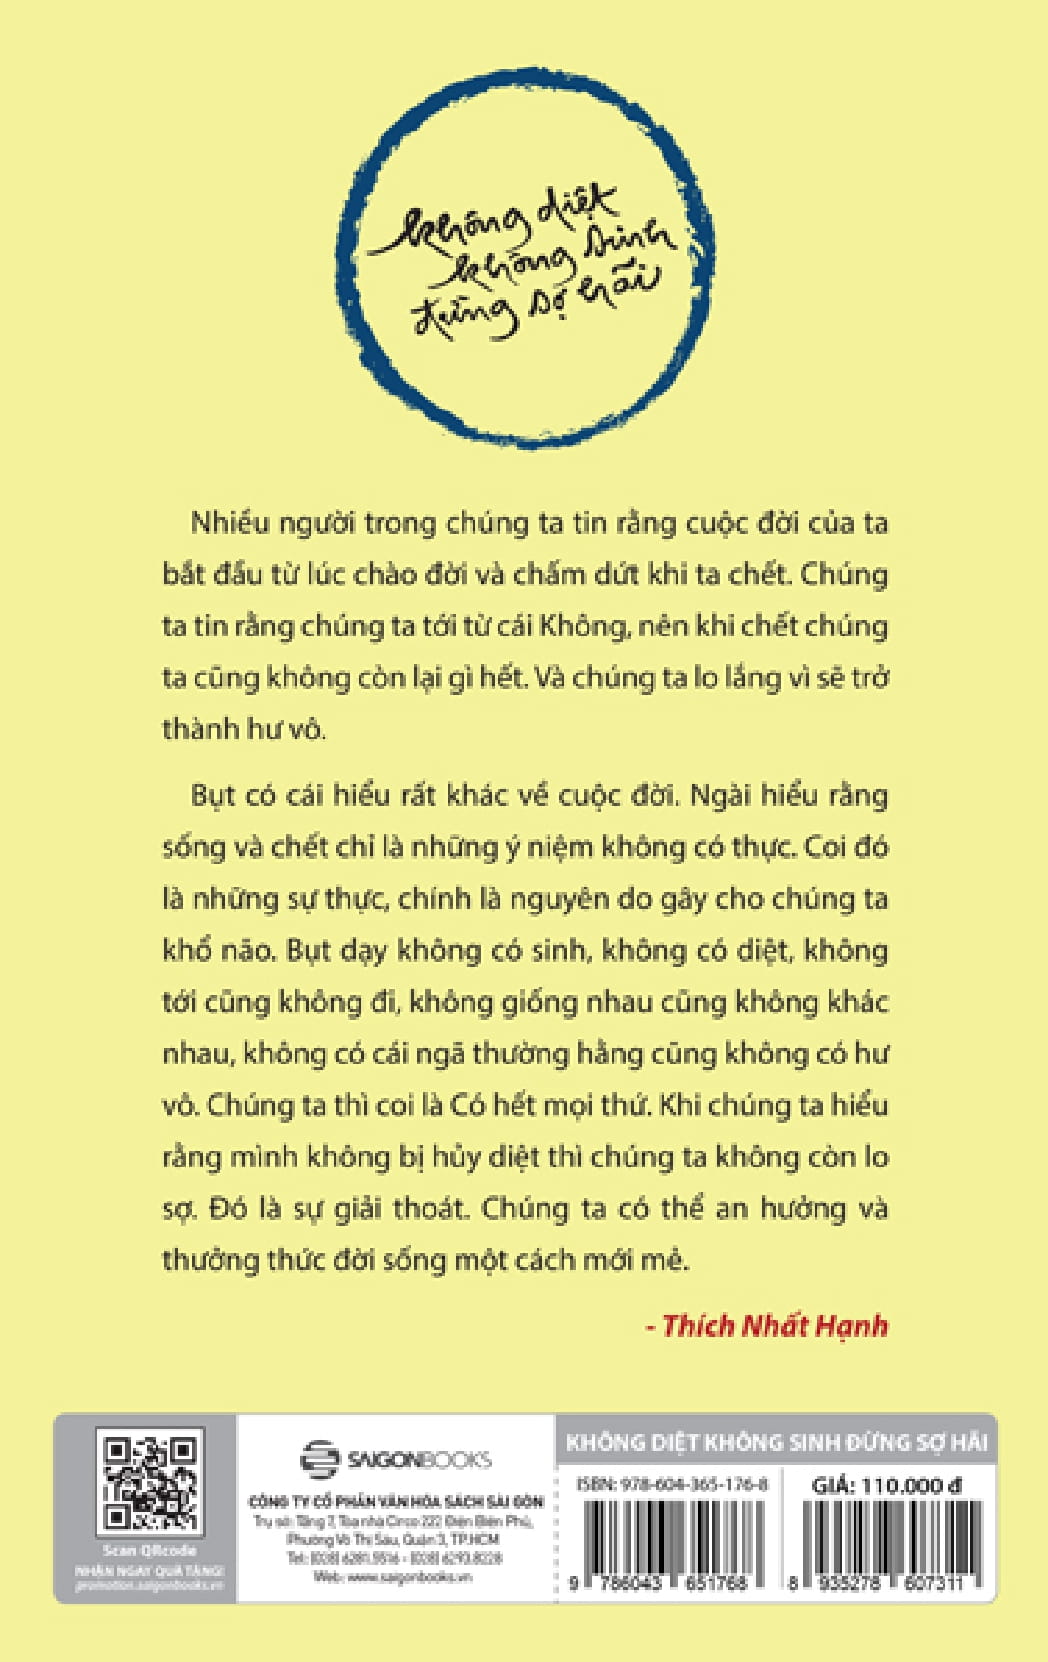 không diệt
không sinh
đừng sợ hãi
Nhiều người trong chúng ta tin rằng cuộc đời của ta
bắt đầu từ lúc chào đời và chấm dứt khi ta chết. Chúng
ta tin rằng chúng ta tới từ cái Không, nên khi chết chúng
ta cũng không còn lại gì hết. Và chúng ta lo lắng vì sẽ trở
thành hư vô.
Bụt có cái hiểu rất khác về cuộc đời. Ngài hiểu rằng
sống và chết chỉ là những ý niệm không có thực. Coi đó
là những sự thực, chính là nguyên do gây cho chúng ta
khổ não. Bụt dạy không có sinh, không có diệt, không
tới cũng không đi, không giống nhau cũng không khác
nhau, không có cái ngã thường hằng cũng không có hư
vô. Chúng ta thì coi là Có hết mọi thứ. Khi chúng ta hiểu
rằng mình không bị hủy diệt thì chúng ta không còn lo
sợ. Đó là sự giải thoát. Chúng ta có thể an hưởng và
thưởng thức đời sống một cách mới mẻ.
- Thích Nhất Hạnh
Scan QRcode
NHẬN NGAY QUÀ TẶNG!
promotion.saigonbooks.vn
SAIGONBOOKS
CÔNG TY CỔ PHẦN VĂN HÓA SÁCH SÀI GÒN
Trụ sở: Tầng 7, Tòa nhà Circo 222 Điện Biên Phủ,
Phường Võ Thị Sáu, Quận 3, TP.HCM
Tel: (028) 6281.5516 - (028) 6293.8228
Web: www.saigonbooks.vn
KHÔNG DIỆT KHÔNG SINH ĐỪNG SỢ HÃI
ISBN: 978-604-365-176-8
GIÁ: 110.000 đ
9 786043 651768
8 935278 607311